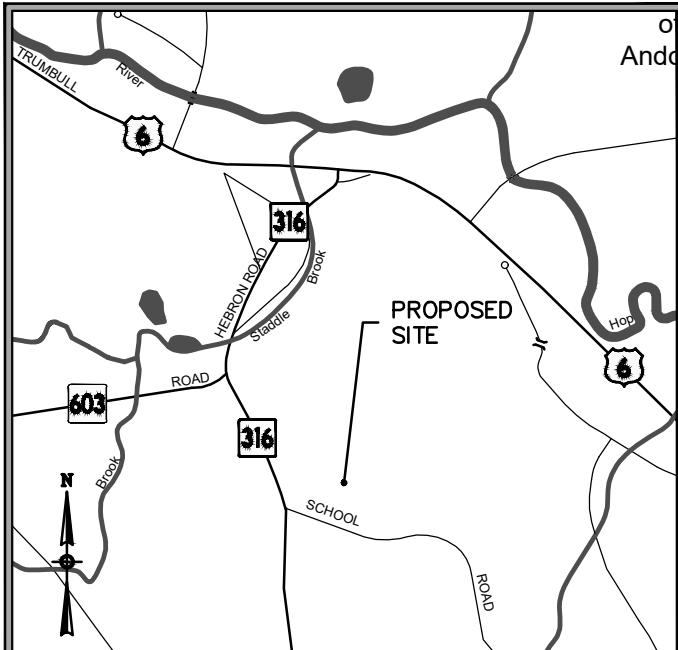 of
Ando
TRUMBULL
River
6
316
HEBRON ROAD
Brook
Staddle
PROPOSED
SITE
Hop
6
ROAD
603
316
Brook
N
SCHOOL
ROAD